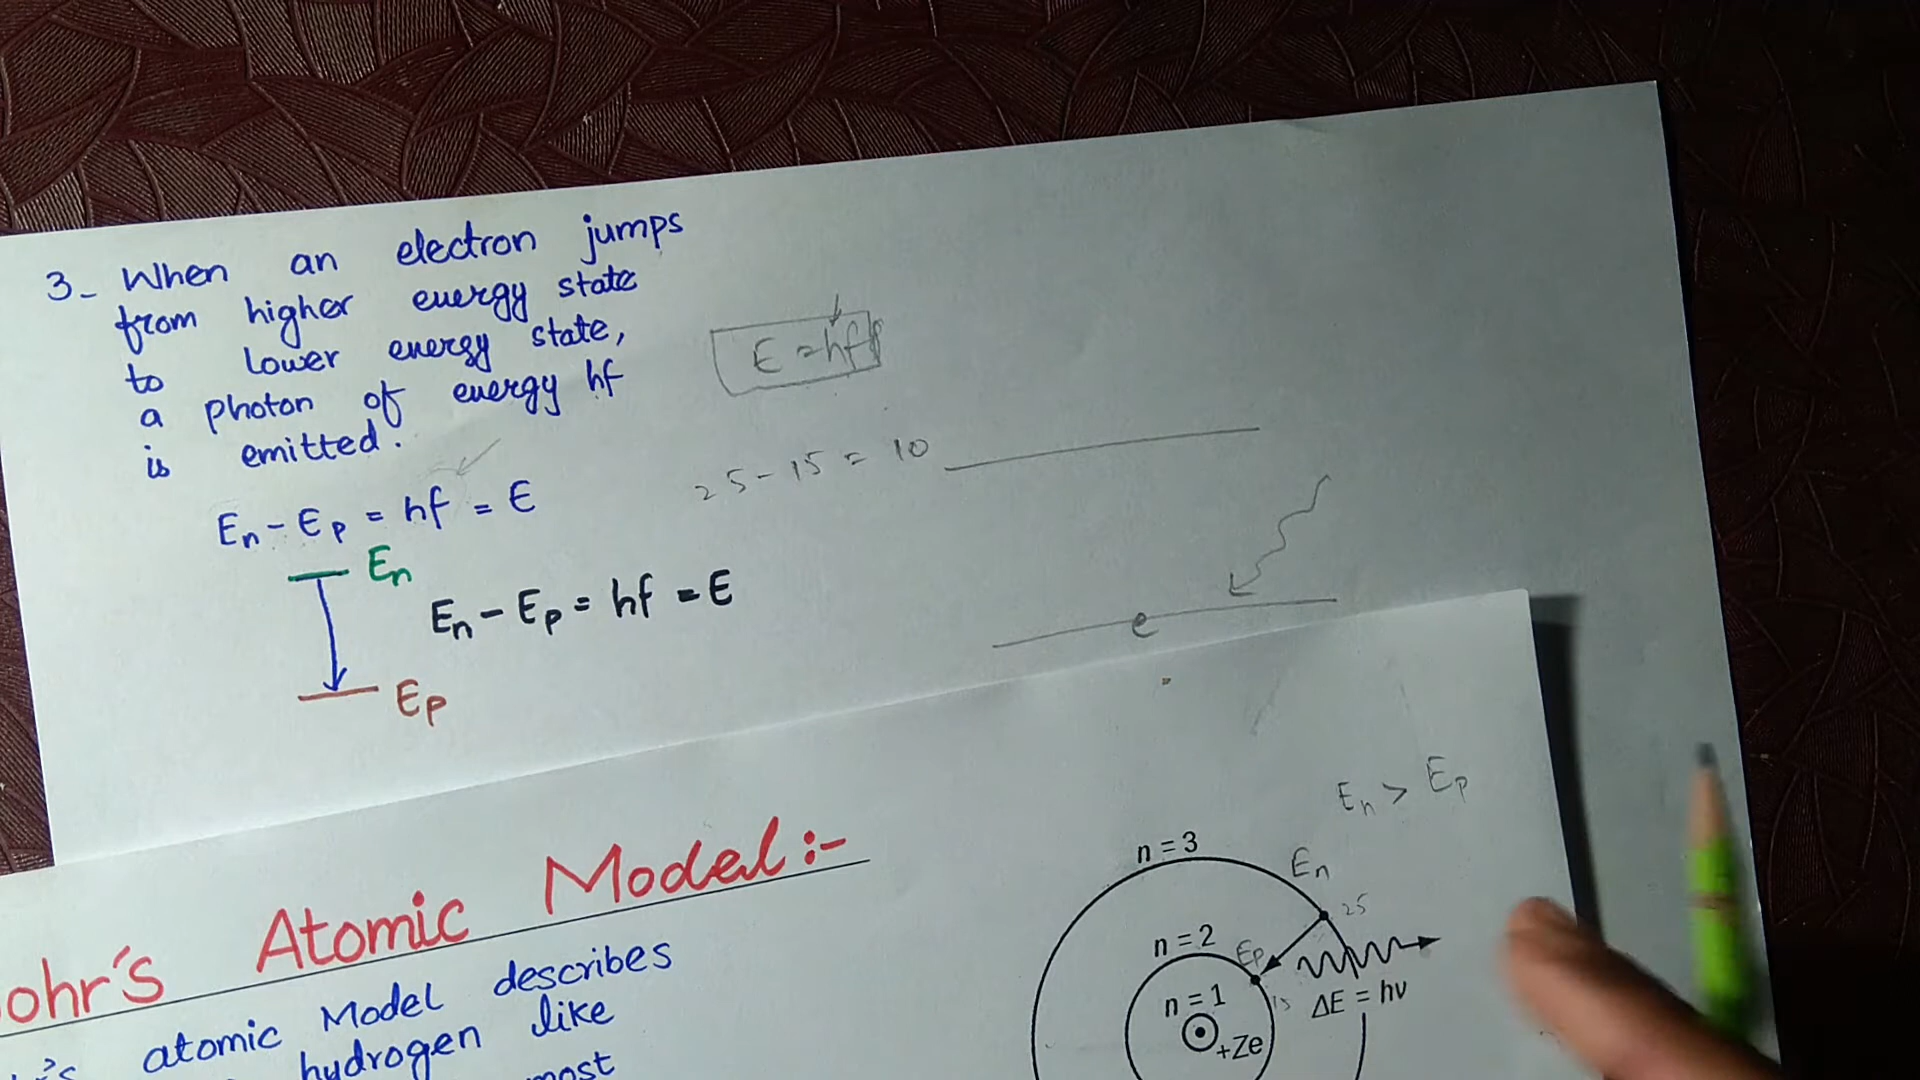 3- When an electron jumps
from higher energy state
to lower energy state,
a photon of energy hf
is emitted.
En - Ep = hf = E
En
En - Ep = hf = E
Ep
E = hf
25 - 15 = 10
e
En > Ep
ohr's Atomic Model :-
atomic Model describes
hydrogen like
most
n = 3
En
25
n = 2
Ep
n = 1
15
ΔE = hν
+Ze